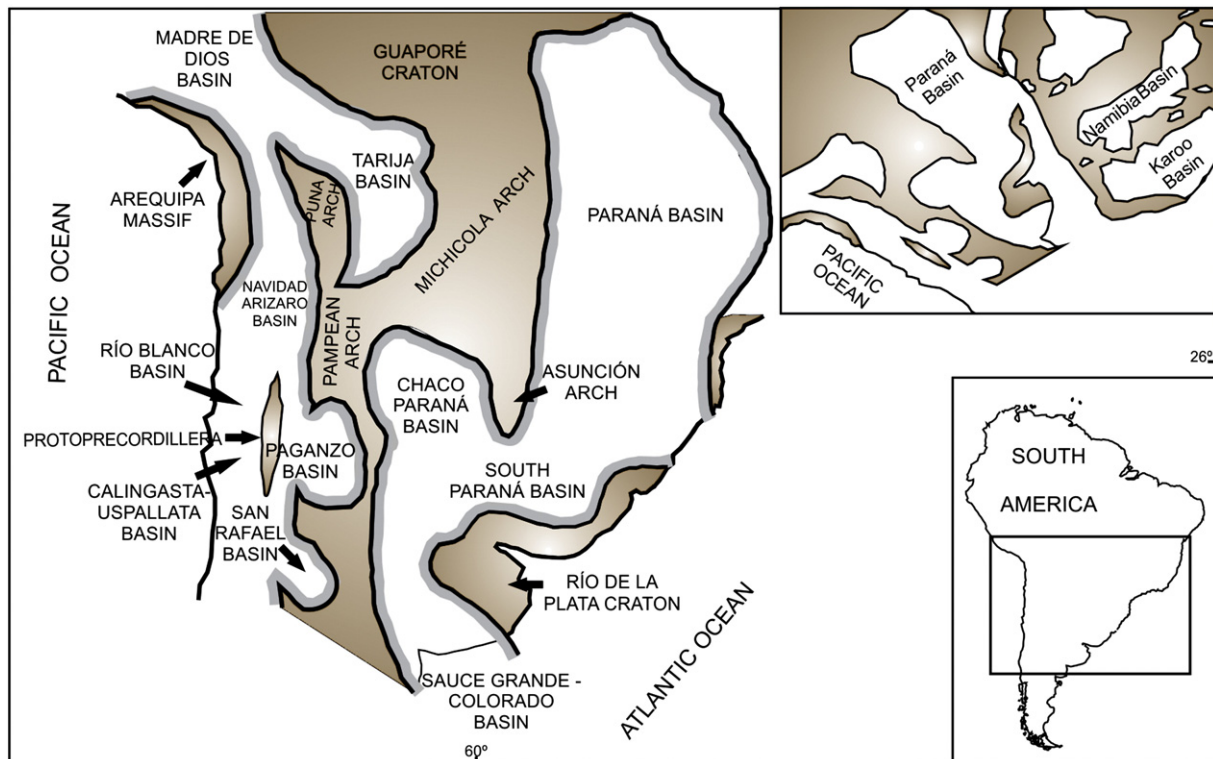 MADRE DE
DIOS
BASIN
GUAPORÉ
CRATON
AREQUIPA
MASSIF
TARIJA
BASIN
PUNA
ARCH
MICHICOLA ARCH
PARANÁ BASIN
PACIFIC OCEAN
NAVIDAD
ARIZARO
BASIN
PAMPEAN
ARCH
RÍO BLANCO
BASIN
CHACO
PARANÁ
BASIN
ASUNCIÓN
ARCH
PROTOPRECORDILLERA
PAGANZO
BASIN
CALINGASTA-
USPALLATA
BASIN
SAN
RAFAEL
BASIN
SOUTH
PARANÁ BASIN
RÍO DE LA
PLATA CRATON
SAUCE GRANDE -
COLORADO
BASIN
ATLANTIC OCEAN
60º
Paraná
Basin
Namibia Basin
Karoo
Basin
PACIFIC
OCEAN
26º
SOUTH
AMERICA